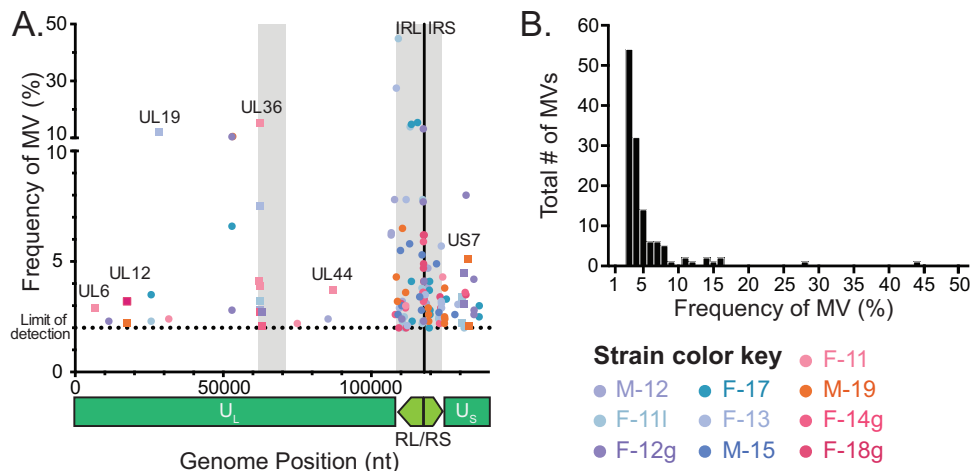 A.
Frequency of MV (%)
50
30
10
10
5
0
Limit of
detection
UL6
UL12
UL19
UL36
UL44
IRL
IRS
US7
0
50000
100000
UL
RL/RS
US
Genome Position (nt)
B.
Total # of MVs
60
50
40
30
20
10
0
1 5 10 15 20 25 30 35 40 45 50
Frequency of MV (%)
Strain color key
F-11
M-12
F-17
M-19
F-11l
F-13
F-14g
F-12g
M-15
F-18g